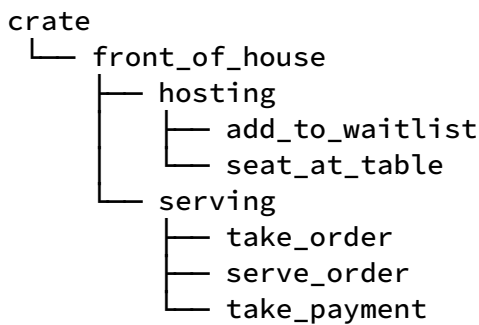 crate
└── front_of_house
    ├── hosting
    │   ├── add_to_waitlist
    │   └── seat_at_table
    └── serving
        ├── take_order
        ├── serve_order
        └── take_payment